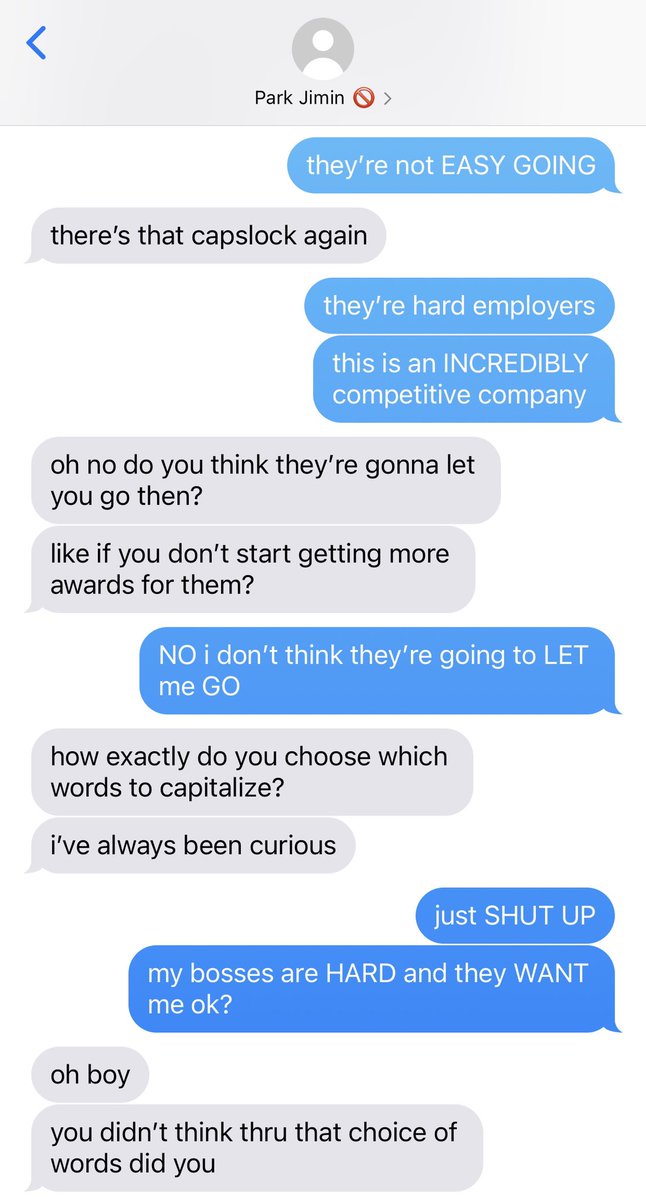 Park Jimin 🚫
they’re not EASY GOING
there’s that capslock again
they’re hard employers
this is an INCREDIBLY
competitive company
oh no do you think they’re gonna let
you go then?
like if you don’t start getting more
awards for them?
NO i don’t think they’re going to LET
me GO
how exactly do you choose which
words to capitalize?
i’ve always been curious
just SHUT UP
my bosses are HARD and they WANT
me ok?
oh boy
you didn’t think thru that choice of
words did you